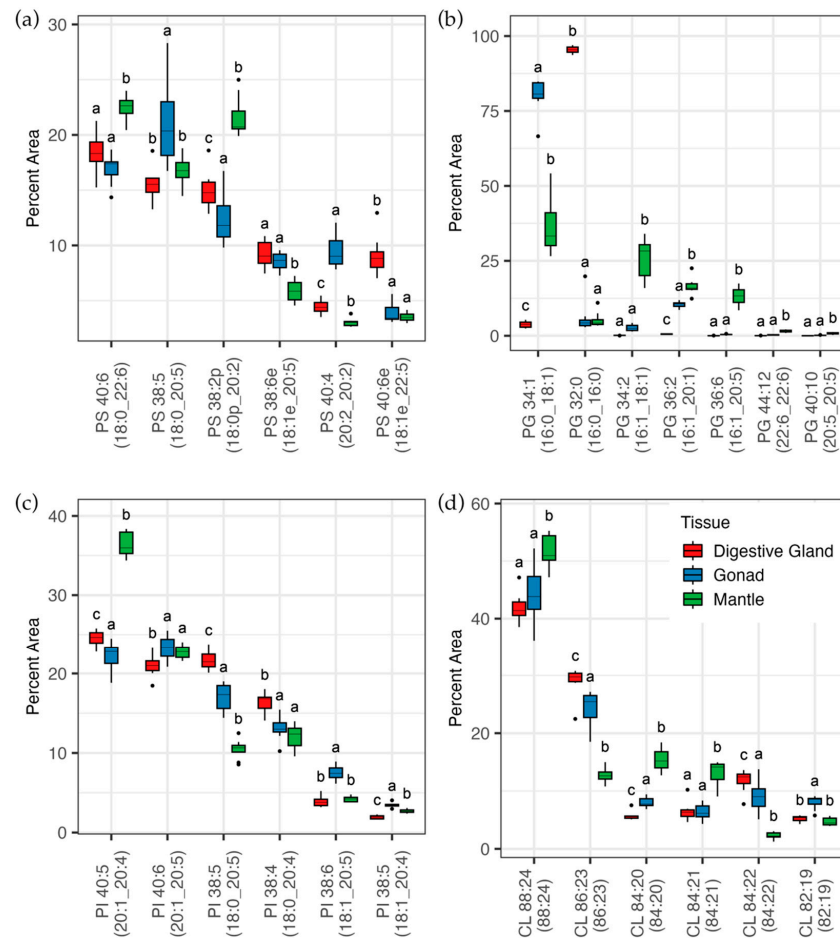 (a)
30
20
10
Percent Area
a a b
b a b
c a b
a a b
c a b
b a a
PS 40:6
(18:0_22:6)
PS 38:5
(18:0_20:5)
PS 38:2p
(18:0p_20:2)
PS 38:6e
(18:1e_20:5)
PS 40:4
(20:2_20:2)
PS 40:6e
(18:1e_22:5)
(b)
100
75
50
25
0
Percent Area
c a b
b a a
a a b
c a b
a a b
a a b
a a b
PG 34:1
(16:0_18:1)
PG 32:0
(16:0_16:0)
PG 34:2
(16:1_18:1)
PG 36:2
(16:1_20:1)
PG 36:6
(16:1_20:5)
PG 44:12
(22:6_22:6)
PG 40:10
(20:5_20:5)
(c)
40
30
20
10
0
Percent Area
c a b
b a a
c a b
b a a
b a b
c a b
PI 40:5
(20:1_20:4)
PI 40:6
(20:1_20:5)
PI 38:5
(18:0_20:5)
PI 38:4
(18:0_20:4)
PI 38:6
(18:1_20:5)
PI 38:5
(18:1_20:4)
(d)
60
40
20
0
Percent Area
Tissue
Digestive Gland
Gonad
Mantle
a a b
c a b
c a b
a a b
c a b
b a b
CL 88:24
(88:24)
CL 86:23
(86:23)
CL 84:20
(84:20)
CL 84:21
(84:21)
CL 84:22
(84:22)
CL 82:19
(82:19)